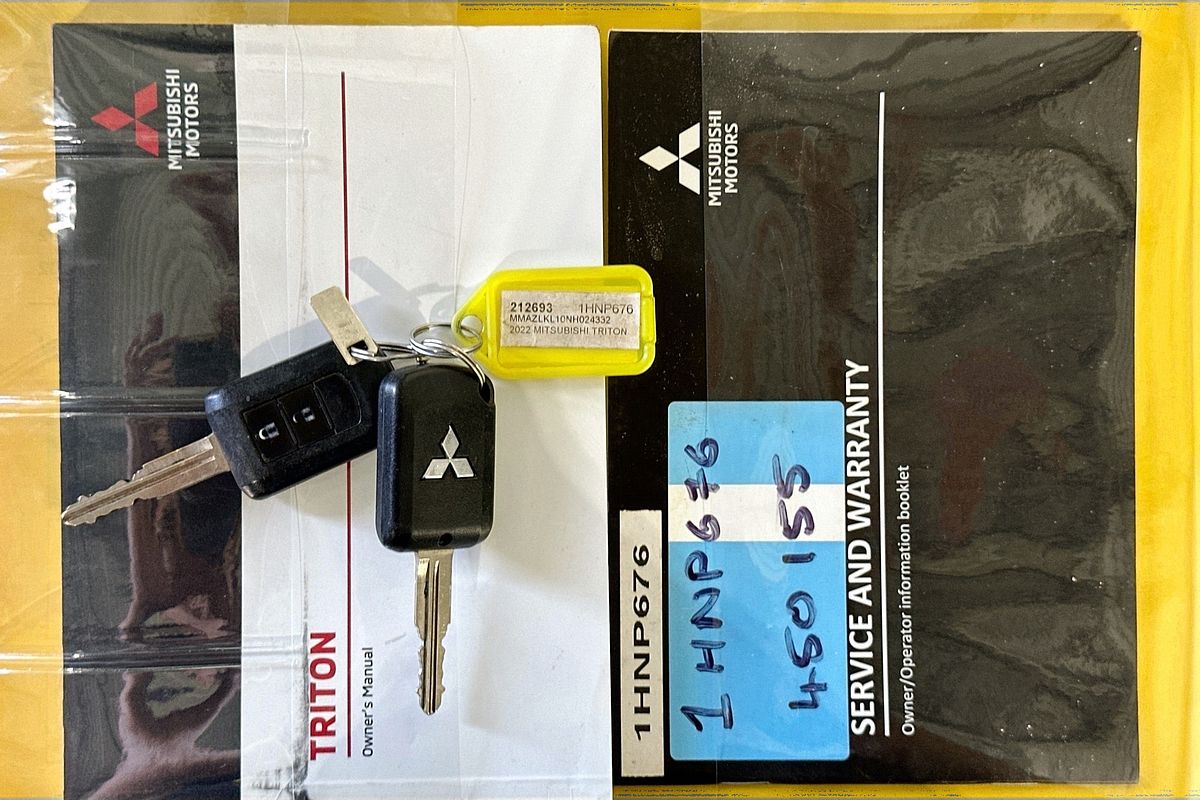 MITSUBISHI
MOTORS
TRITON
Owner's Manual
212693 1HNP676
MMAZLKL10NH024332
2022 MITSUBISHI TRITON
MITSUBISHI
MOTORS
1HNP676
1HNP676
450155
SERVICE AND WARRANTY
Owner/Operator information booklet